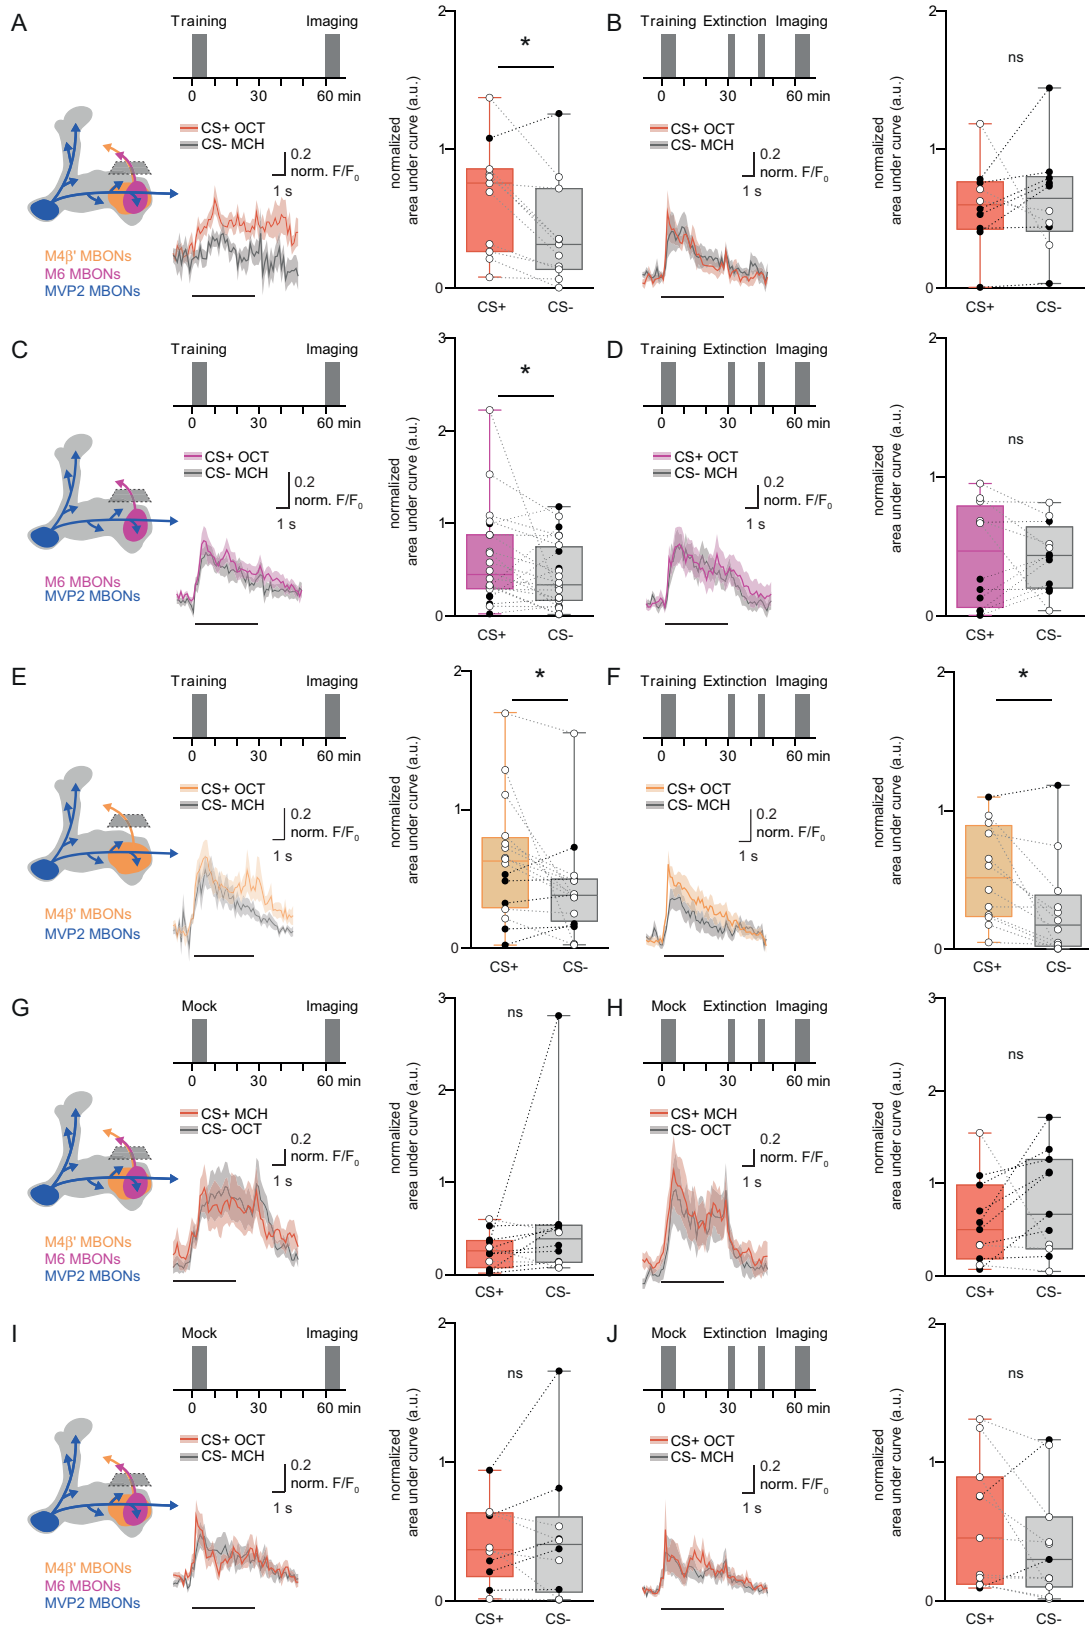 A
Training
Imaging
0
30
60 min
CS+ OCT
CS- MCH
0.2
norm. F/F0
1 s
M4β' MBONs
M6 MBONs
MVP2 MBONs
normalized
area under curve (a.u.)
2
1
0
*
CS+
CS-
B
Training
Extinction
Imaging
0
30
60 min
CS+ OCT
CS- MCH
0.2
norm. F/F0
1 s
normalized
area under curve (a.u.)
2
1
0
ns
CS+
CS-
C
Training
Imaging
0
30
60 min
CS+ OCT
CS- MCH
0.2
norm. F/F0
1 s
M6 MBONs
MVP2 MBONs
normalized
area under curve (a.u.)
3
2
1
0
*
CS+
CS-
D
Training
Extinction
Imaging
0
30
60 min
CS+ OCT
CS- MCH
0.2
norm. F/F0
1 s
normalized
area under curve (a.u.)
2
1
0
ns
CS+
CS-
E
Training
Imaging
0
30
60 min
CS+ OCT
CS- MCH
0.2
norm. F/F0
1 s
M4β' MBONs
MVP2 MBONs
normalized
area under curve (a.u.)
2
1
0
*
CS+
CS-
F
Training
Extinction
Imaging
0
30
60 min
CS+ OCT
CS- MCH
0.2
norm. F/F0
1 s
normalized
area under curve (a.u.)
2
1
0
*
CS+
CS-
G
Mock
Imaging
0
30
60 min
CS+ MCH
CS- OCT
0.2
norm. F/F0
1 s
M4β' MBONs
M6 MBONs
MVP2 MBONs
normalized
area under curve (a.u.)
3
2
1
0
ns
CS+
CS-
H
Mock
Extinction
Imaging
0
30
60 min
CS+ MCH
CS- OCT
0.2
norm. F/F0
1 s
normalized
area under curve (a.u.)
3
2
1
0
ns
CS+
CS-
I
Mock
Imaging
0
30
60 min
CS+ OCT
CS- MCH
0.2
norm. F/F0
1 s
M4β' MBONs
M6 MBONs
MVP2 MBONs
normalized
area under curve (a.u.)
2
1
0
ns
CS+
CS-
J
Mock
Extinction
Imaging
0
30
60 min
CS+ OCT
CS- MCH
0.2
norm. F/F0
1 s
normalized
area under curve (a.u.)
2
1
0
ns
CS+
CS-